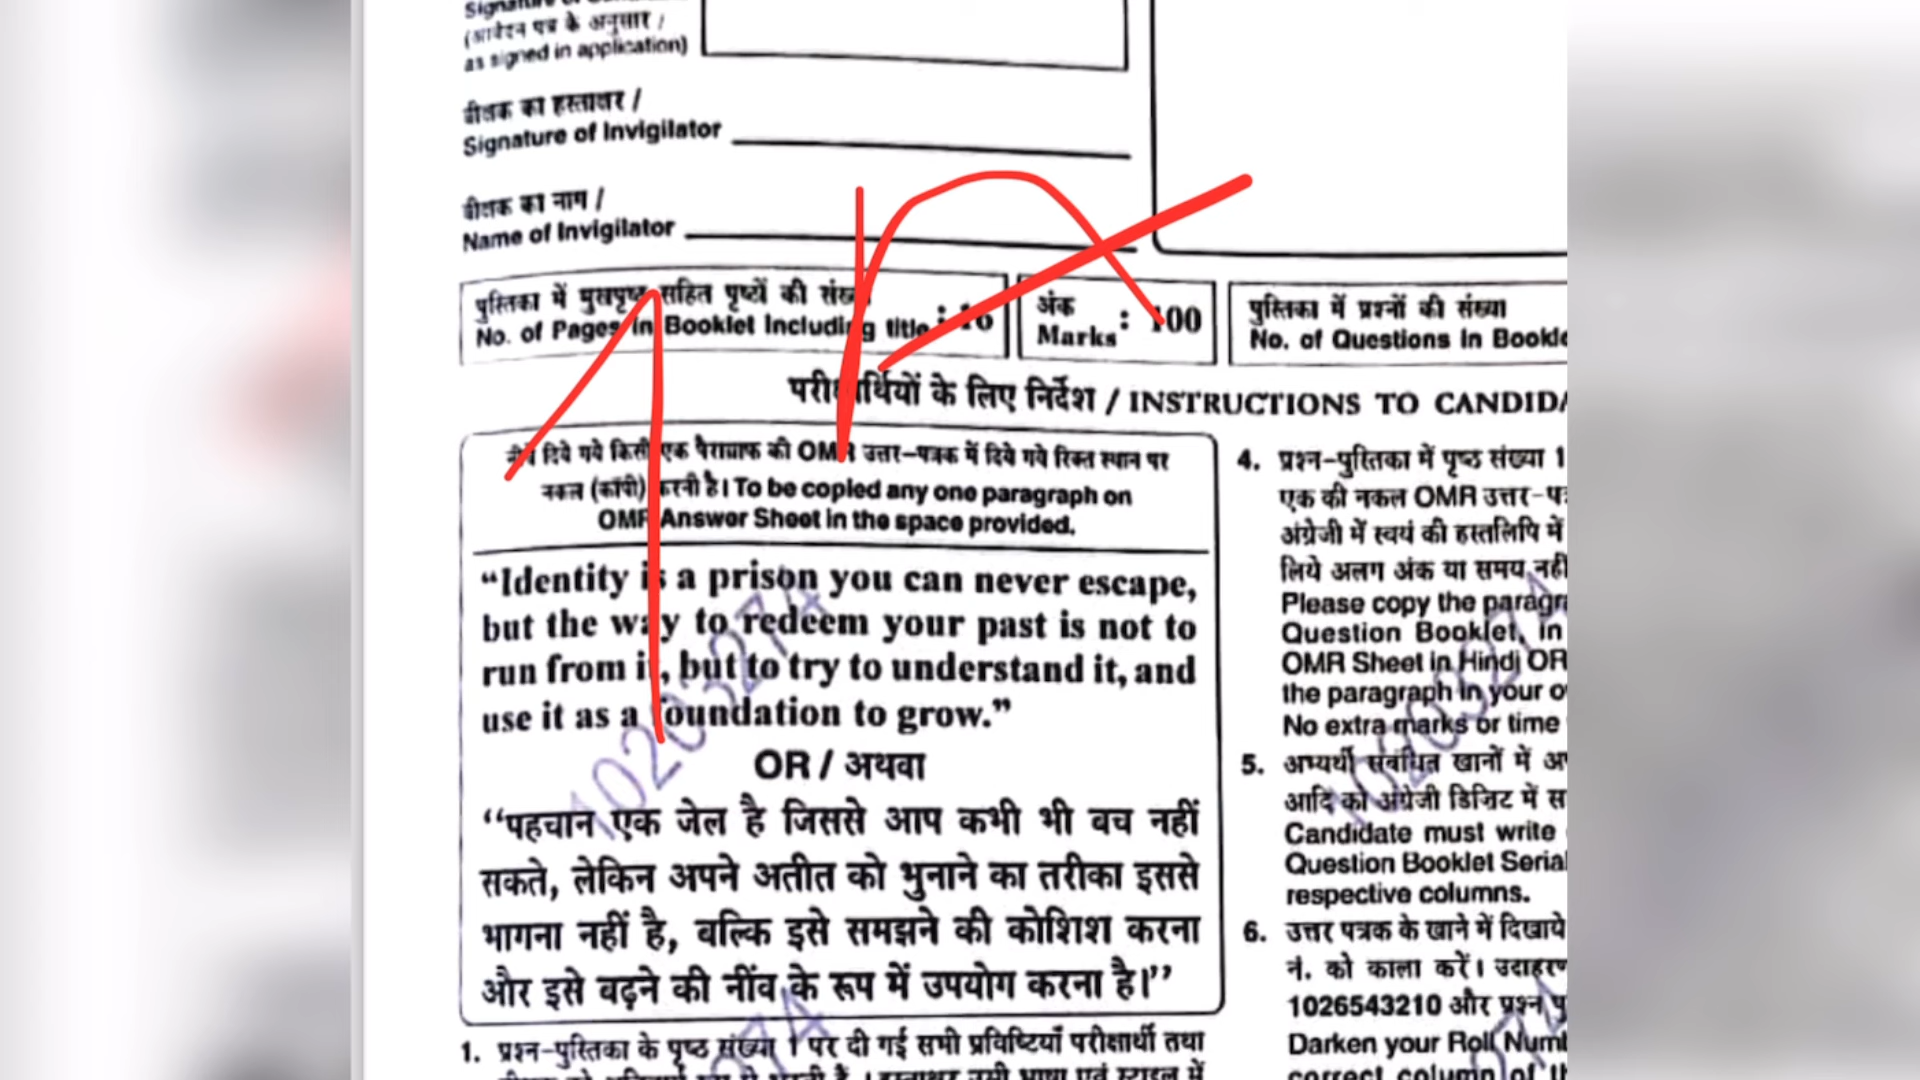 (आवेदन पत्र के अनुसार /
as signed in application)
वीक्षक का हस्ताक्षर /
Signature of Invigilator
वीक्षक का नाम /
Name of Invigilator
पुस्तिका में मुखपृष्ठ सहित पृष्ठों की संख्या
No. of Pages in Booklet Including title : 16
अंक
Marks : 100
पुस्तिका में प्रश्नों की संख्या
No. of Questions in
परीक्षार्थियों के लिए निर्देश / INSTRUCTIONS TO
नीचे दिये गये किसी एक पैराग्राफ की OMR उत्तर-पत्रक में दिये गये रिक्त स्थान पर
नकल (कॉपी) करनी है। To be copied any one paragraph on
OMR Answer Sheet in the space provided.
“Identity is a prison you can never escape,
but the way to redeem your past is not to
run from it, but to try to understand it, and
use it as a foundation to grow.”
OR / अथवा
‘‘पहचान एक जेल है जिससे आप कभी भी बच नहीं
सकते, लेकिन अपने अतीत को भुनाने का तरीका इससे
भागना नहीं है, बल्कि इसे समझने की कोशिश करना
और इसे बढ़ने की नींव के रूप में उपयोग करना है।’’
1. प्रश्न-पुस्तिका के पृष्ठ संख्या 1 पर दी गई सभी प्रविष्टियाँ परीक्षार्थी तथा
4. प्रश्न-पुस्तिका में पृष्ठ संख्या 1
एक की नकल OMR
अंग्रेजी में स्वयं की हस्तलिपि में
लिये अलग अंक या समय नहीं
Please copy the
Question Booklet, in
OMR Sheet in Hindi OR
the paragraph in your
No extra marks or time
5. अभ्यर्थी संबंधित खानों में
आदि को अंग्रेजी डिजिट में
Candidate must write
Question Booklet Serial
respective columns.
6. उत्तर पत्रक के खाने में दिखाये
नं. को काला करें। उदाहरण
1026543210 और प्रश्न
Darken your Roll
correct column of
10203274
10203274